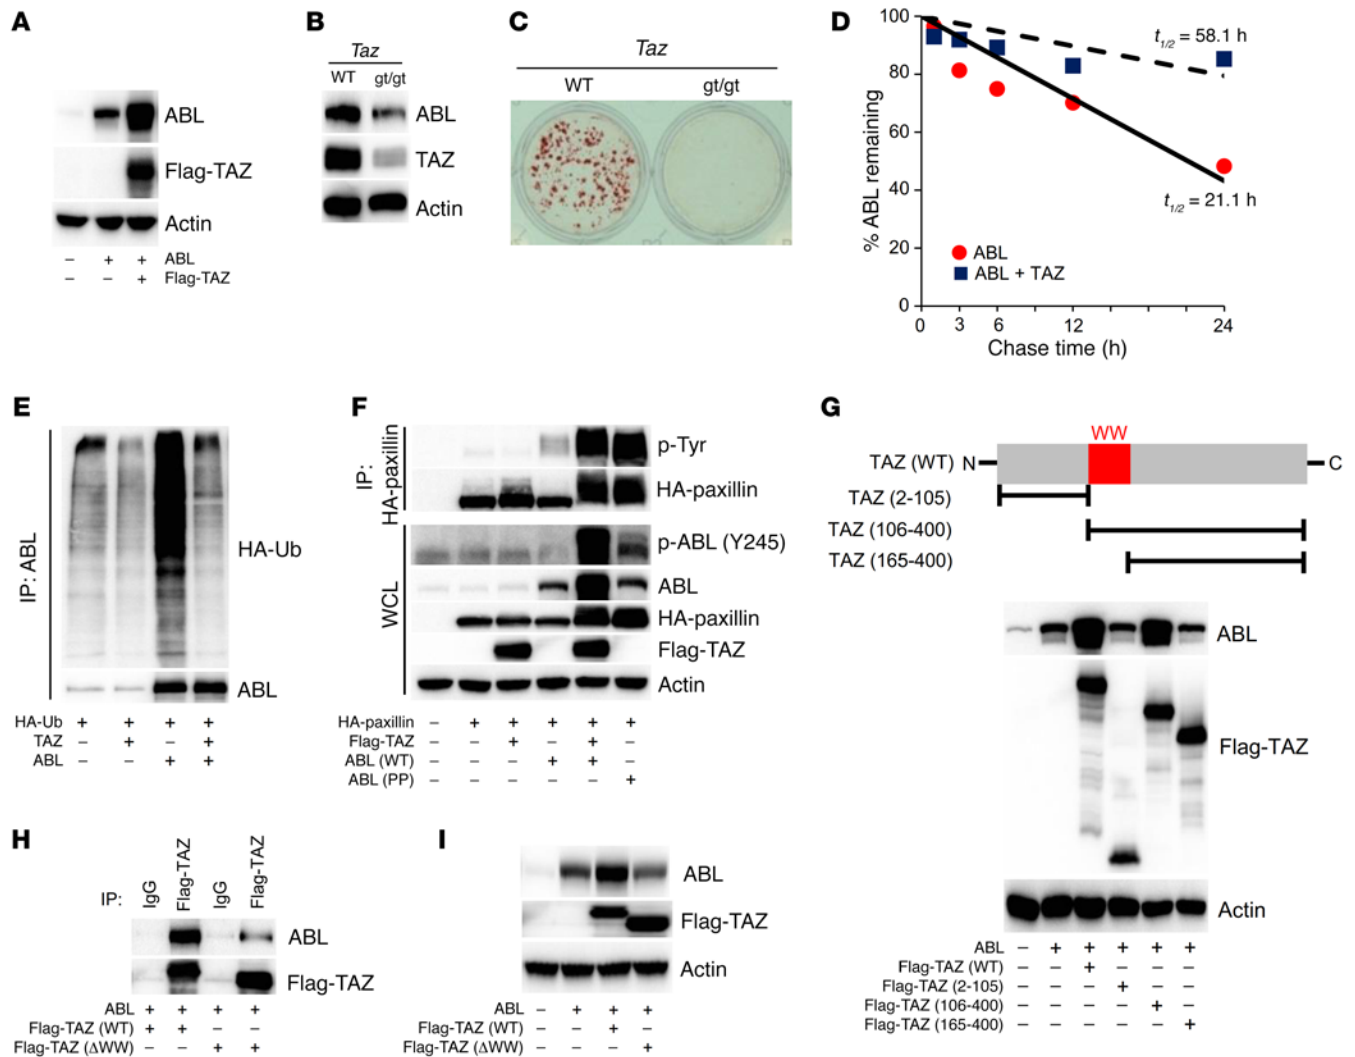 A
ABL
Flag-TAZ
Actin
– + + ABL
– – + Flag-TAZ
B
Taz
WT gt/gt
ABL
TAZ
Actin
C
Taz
WT gt/gt
D
% ABL remaining
100
80
60
40
20
0
t1/2 = 58.1 h
t1/2 = 21.1 h
ABL
ABL + TAZ
0 3 6 12 24
Chase time (h)
E
IP: ABL
HA-Ub
ABL
HA-Ub + + + +
TAZ – + – +
ABL – – + +
F
IP:
HA-paxillin
p-Tyr
HA-paxillin
WCL
p-ABL (Y245)
ABL
HA-paxillin
Flag-TAZ
Actin
HA-paxillin – + + + + +
Flag-TAZ – – + – + –
ABL (WT) – – – + + –
ABL (PP) – – – – – +
G
WW
TAZ (WT) N C
TAZ (2-105)
TAZ (106-400)
TAZ (165-400)
ABL
Flag-TAZ
Actin
ABL – + + + + +
Flag-TAZ (WT) – – + – – –
Flag-TAZ (2-105) – – – + – –
Flag-TAZ (106-400) – – – – + –
Flag-TAZ (165-400) – – – – – +
H
IP: IgG Flag-TAZ IgG Flag-TAZ
ABL
Flag-TAZ
ABL + + + +
Flag-TAZ (WT) + + – –
Flag-TAZ (ΔWW) – – + +
I
ABL
Flag-TAZ
Actin
ABL – + + +
Flag-TAZ (WT) – – + –
Flag-TAZ (ΔWW) – – – +